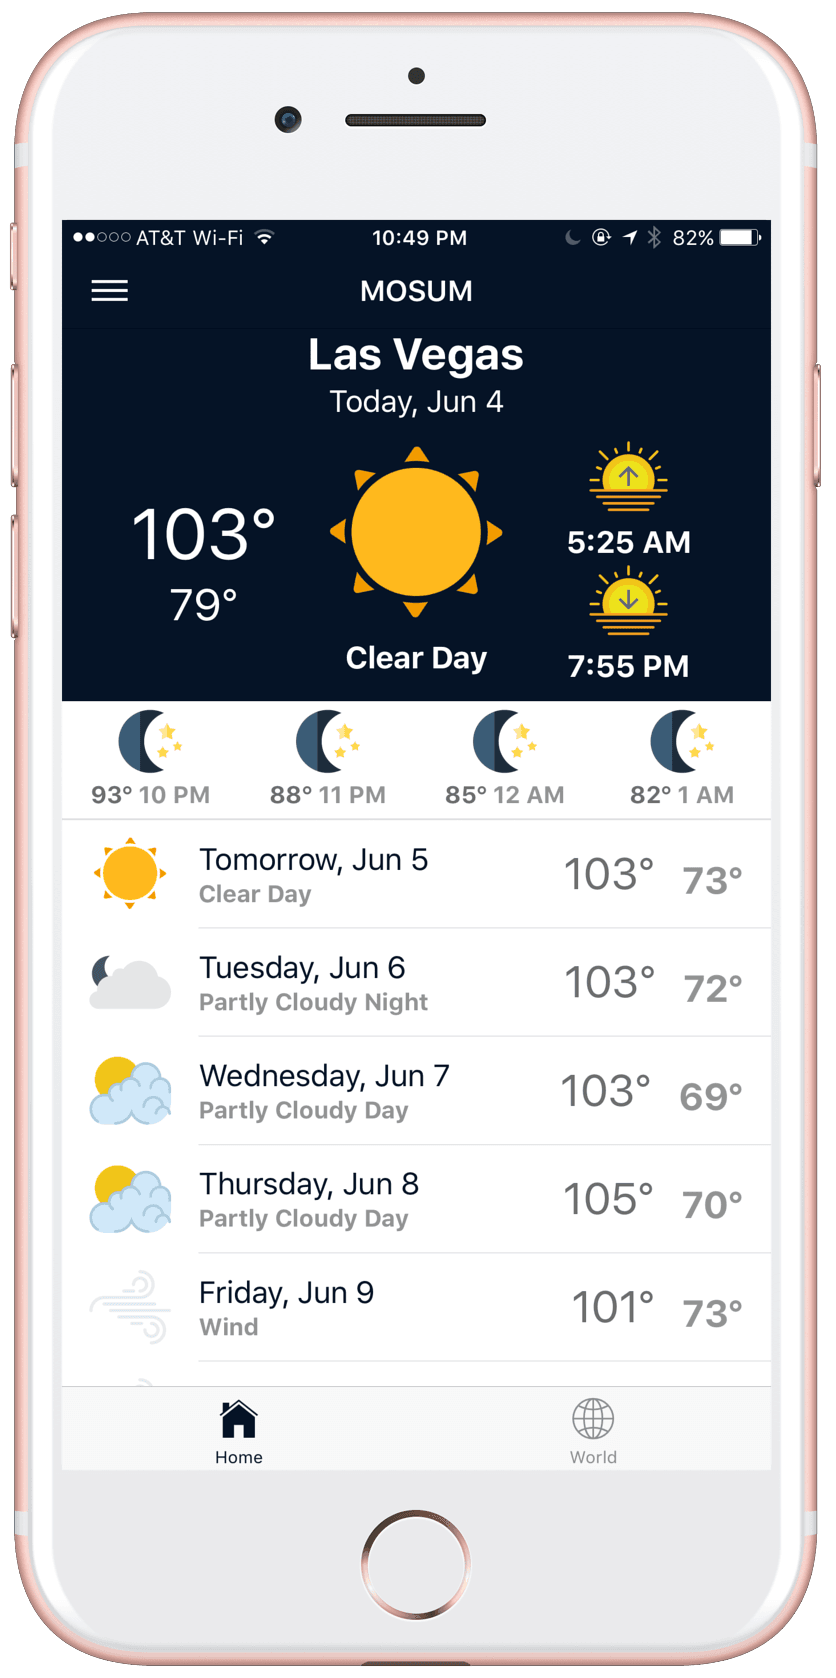 AT&T Wi-Fi 10:49 PM 82%
MOSUM
Las Vegas
Today, Jun 4
103°
79°
Clear Day
5:25 AM
7:55 PM
93° 10 PM 88° 11 PM 85° 12 AM 82° 1 AM
Tomorrow, Jun 5 103° 73°
Clear Day
Tuesday, Jun 6 103° 72°
Partly Cloudy Night
Wednesday, Jun 7 103° 69°
Partly Cloudy Day
Thursday, Jun 8 105° 70°
Partly Cloudy Day
Friday, Jun 9 101° 73°
Wind
Home World